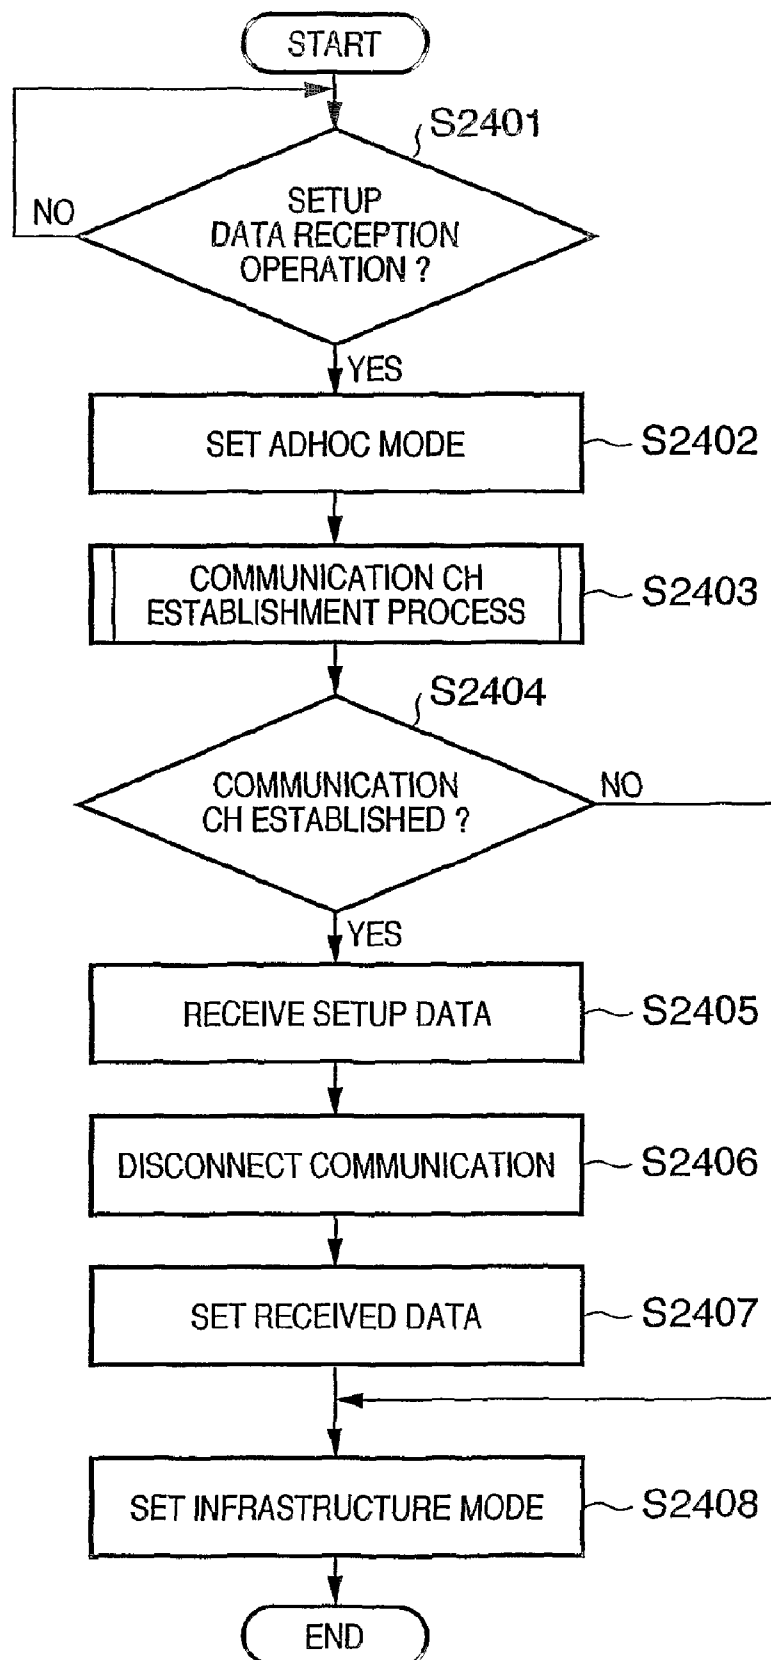 START
S2401
NO
SETUP
DATA RECEPTION
OPERATION ?
YES
SET ADHOC MODE
S2402
COMMUNICATION CH
ESTABLISHMENT PROCESS
S2403
S2404
COMMUNICATION
CH ESTABLISHED ?
NO
YES
RECEIVE SETUP DATA
S2405
DISCONNECT COMMUNICATION
S2406
SET RECEIVED DATA
S2407
SET INFRASTRUCTURE MODE
S2408
END